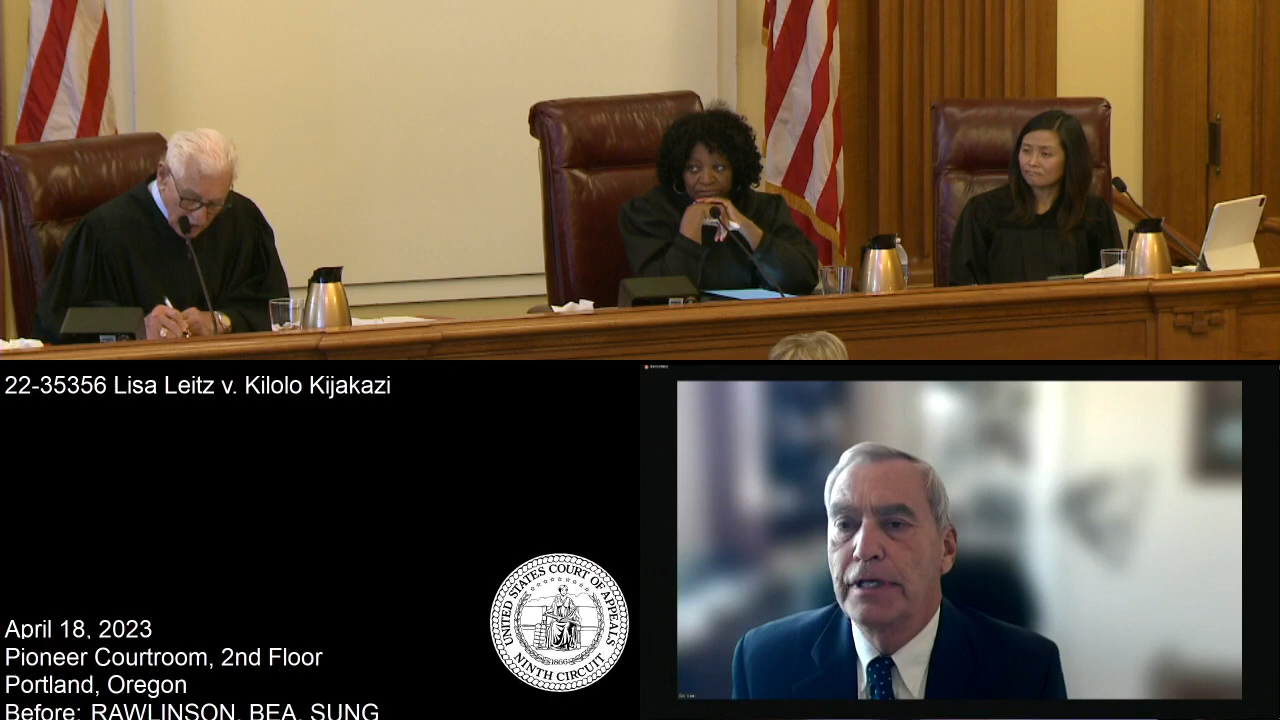 22-35356 Lisa Leitz v. Kilolo Kijakazi
UNITED STATES COURT OF APPEALS
1866
NINTH CIRCUIT
April 18, 2023
Pioneer Courtroom, 2nd Floor
Portland, Oregon
Before: RAWLINSON, BEA, SUNG